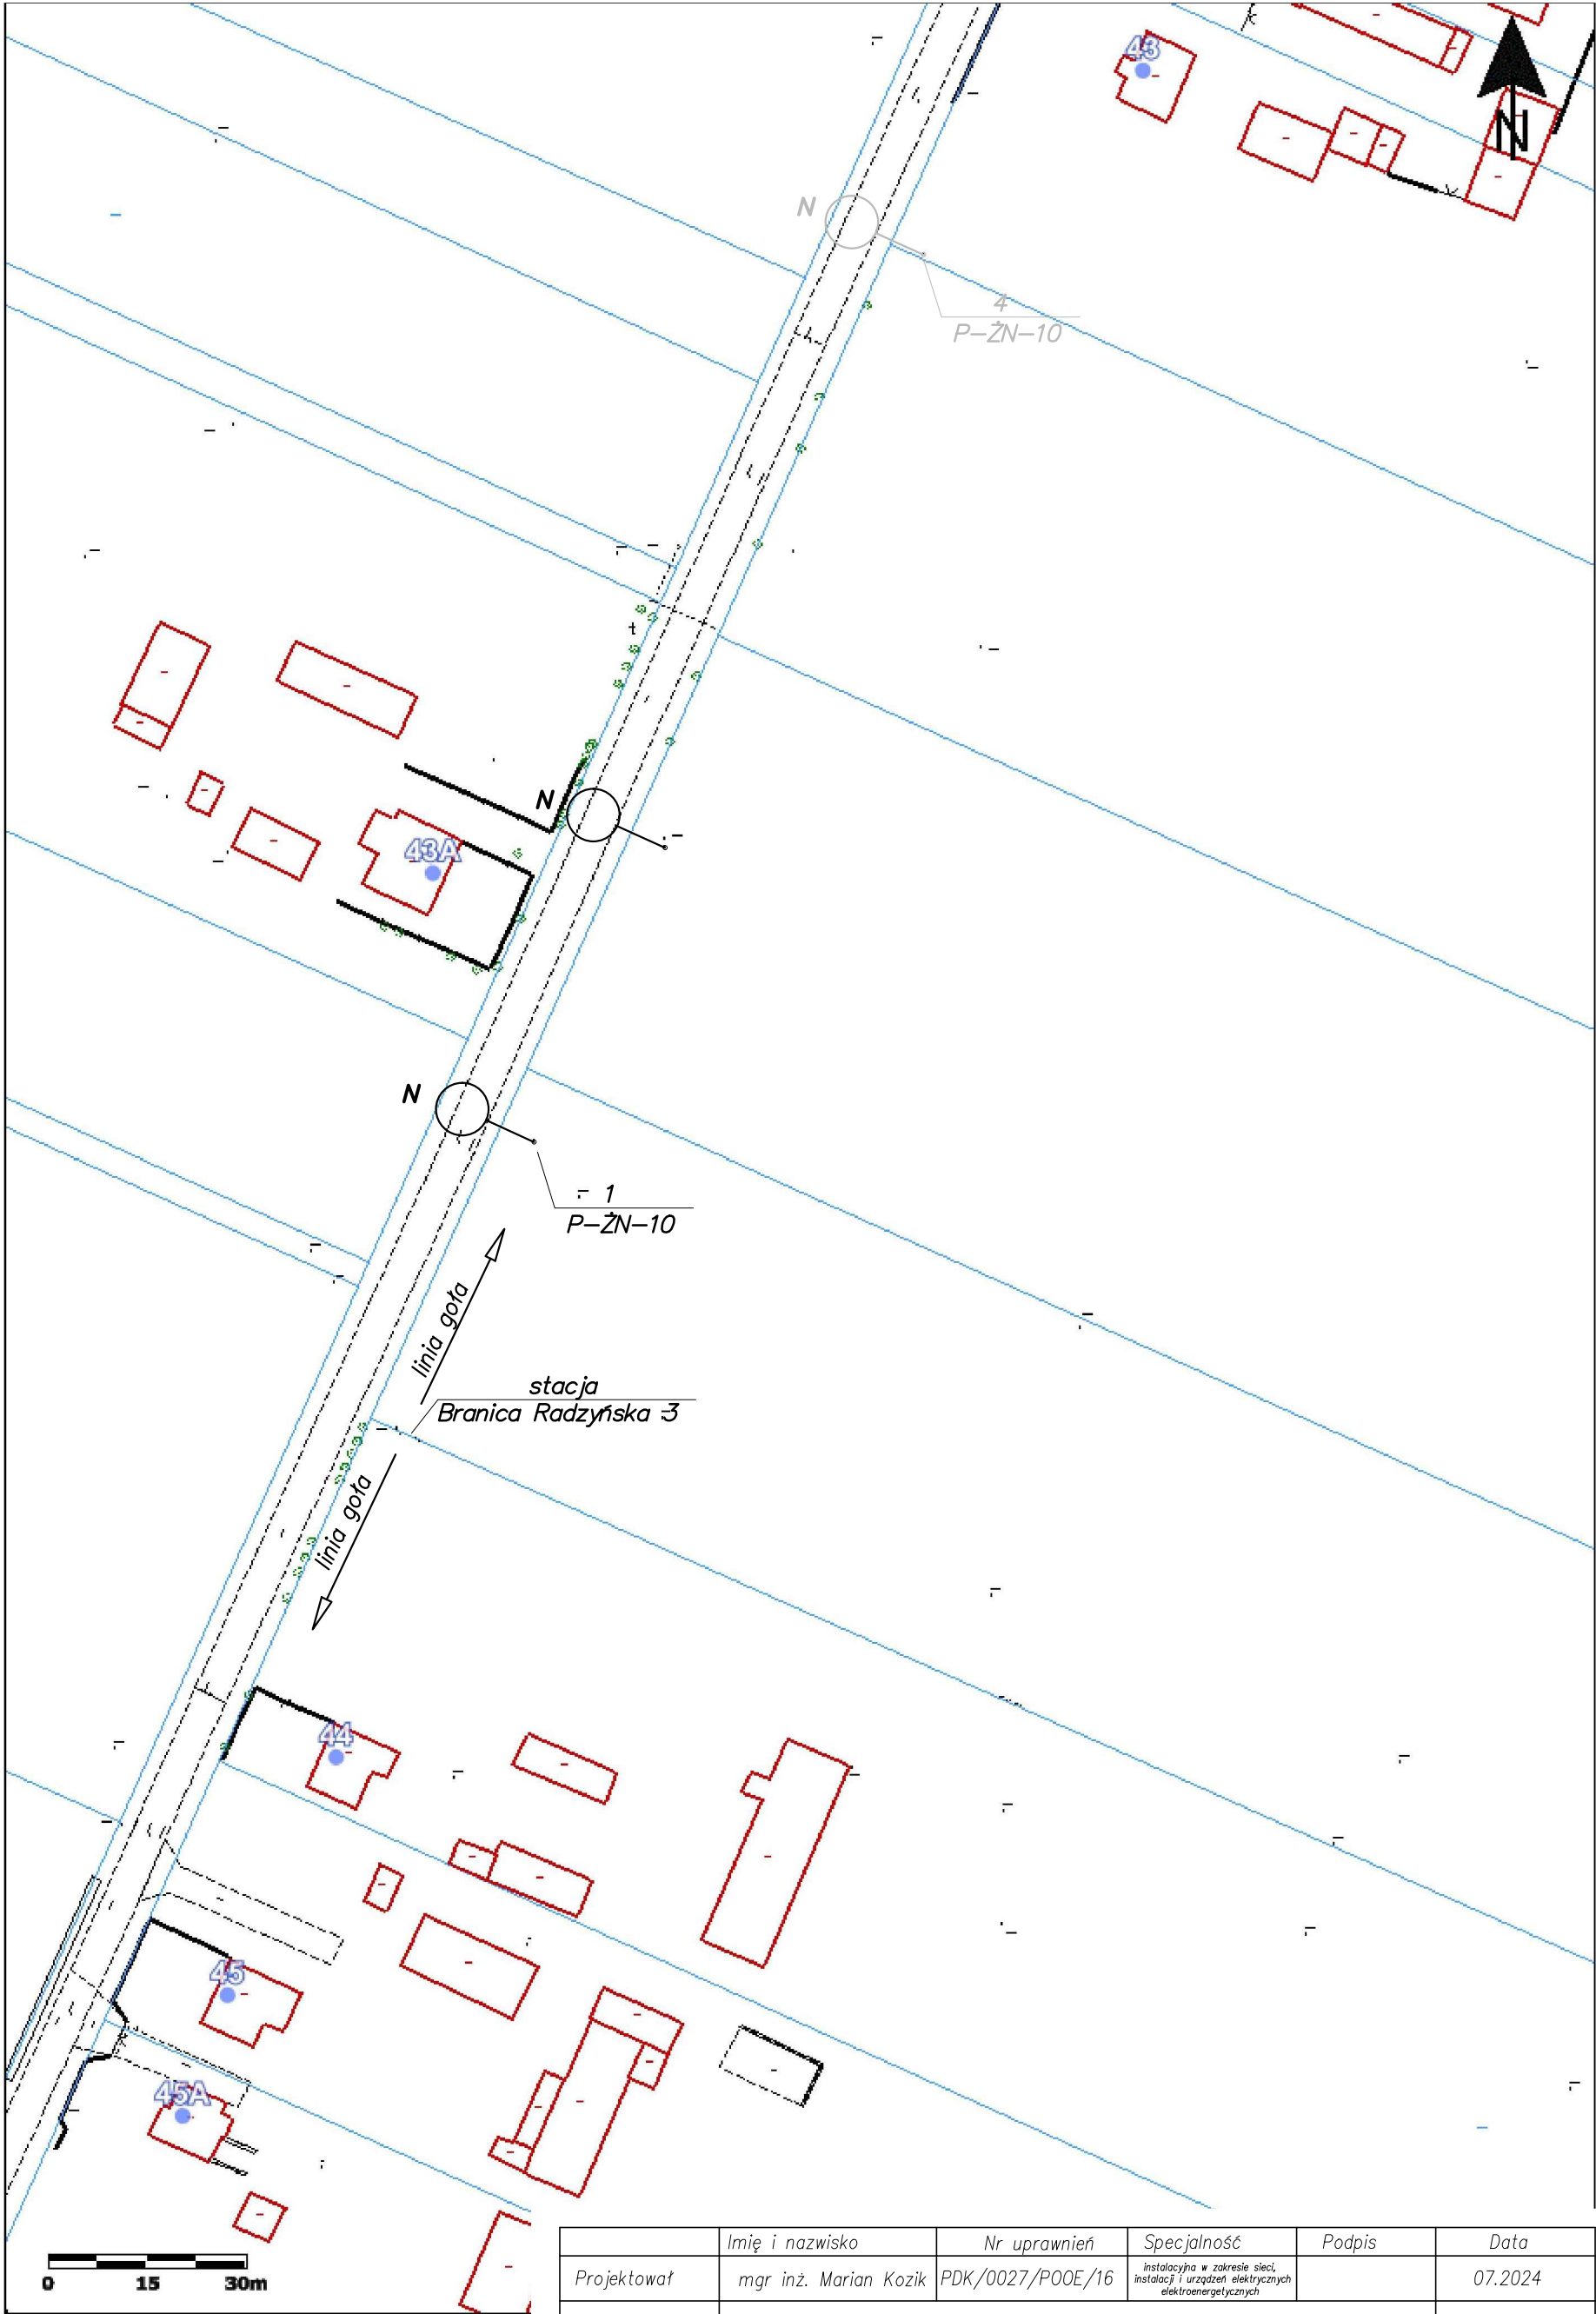 43
N
N
4
P–ŻN–10
t
N
43A
N
1
P–ŻN–10
linia goła
stacja
Branica Radzyńska 3
linia goła
44
45
45A
0 15 30m
Imię i nazwisko Nr uprawnień Specjalność Podpis Data
Projektował mgr inż. Marian Kozik PDK/0027/POOE/16 instalacyjna w zakresie sieci, 07.2024
instalacji i urządzeń elektrycznych
elektroenergetycznych